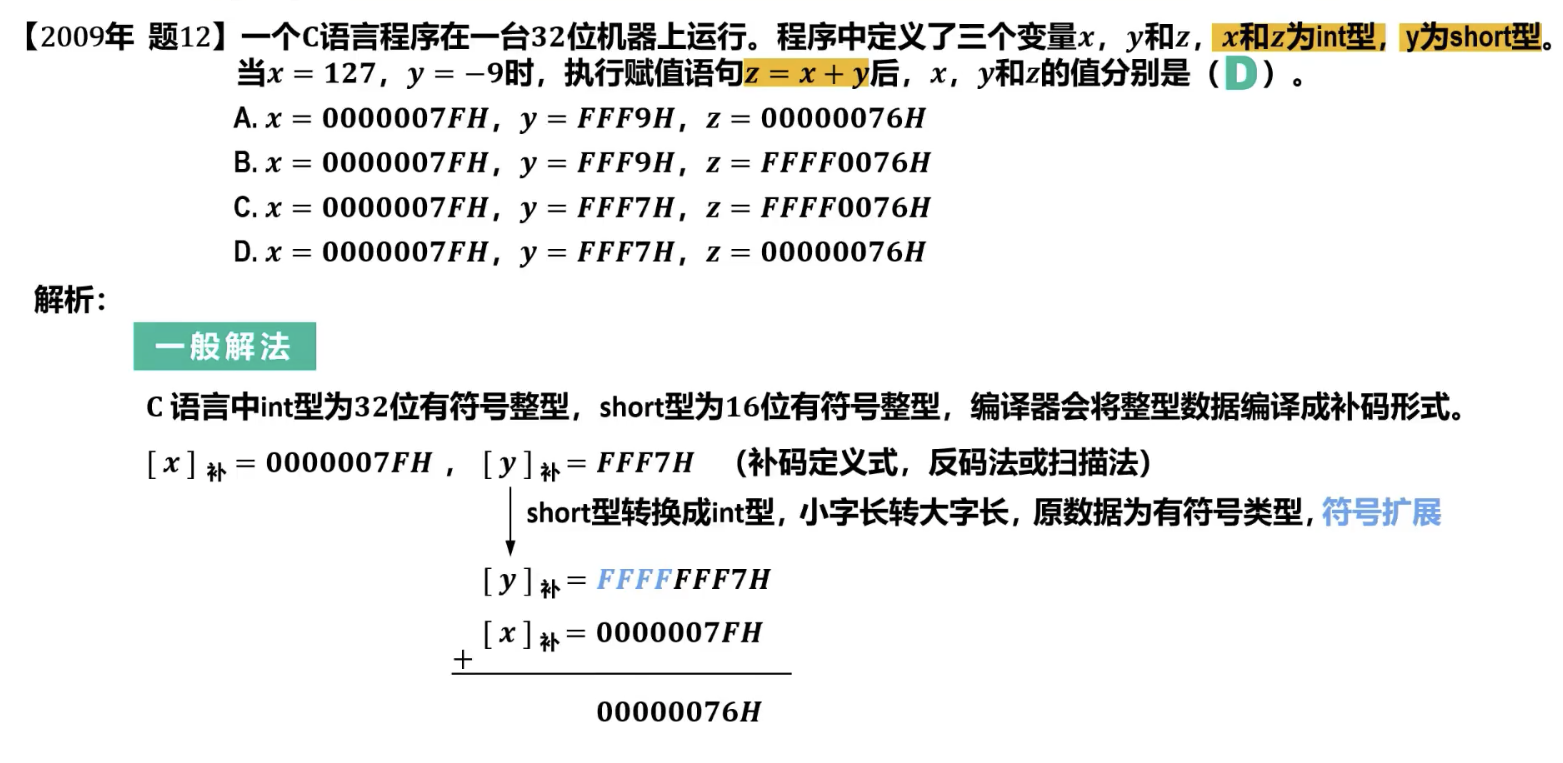 【2009年 题12】一个C语言程序在一台32位机器上运行。程序中定义了三个变量x，y和z，x和z为int型，y为short型。
当x = 127，y = −9时，执行赋值语句z = x + y后，x，y和z的值分别是（D）。
A. x = 0000007FH，y = FFF9H，z = 00000076H
B. x = 0000007FH，y = FFF9H，z = FFFF0076H
C. x = 0000007FH，y = FFF7H，z = FFFF0076H
D. x = 0000007FH，y = FFF7H，z = 00000076H
解析：
一般解法
C 语言中int型为32位有符号整型，short型为16位有符号整型，编译器会将整型数据编译成补码形式。
[ x ]补 = 0000007FH ，[ y ]补 = FFF7H （补码定义式，反码法或扫描法）
short型转换成int型, 小字长转大字长, 原数据为有符号类型, 符号扩展
[ y ]补 = FFFFFFF7H
[ x ]补 = 0000007FH
+
00000076H